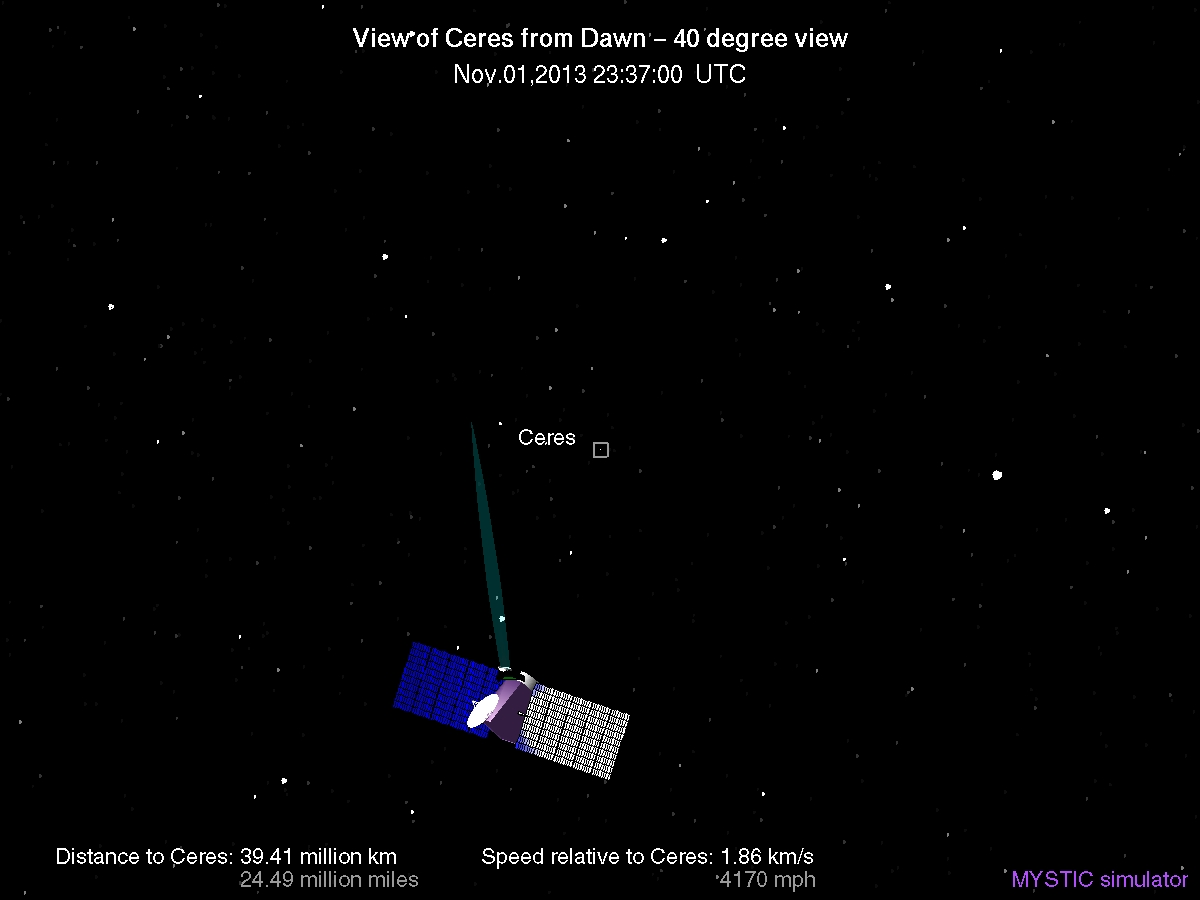 View of Ceres from Dawn – 40 degree view
Nov.01,2013 23:37:00 UTC
Ceres
Distance to Ceres: 39.41 million km
24.49 million miles
Speed relative to Ceres: 1.86 km/s
4170 mph
MYSTIC simulator